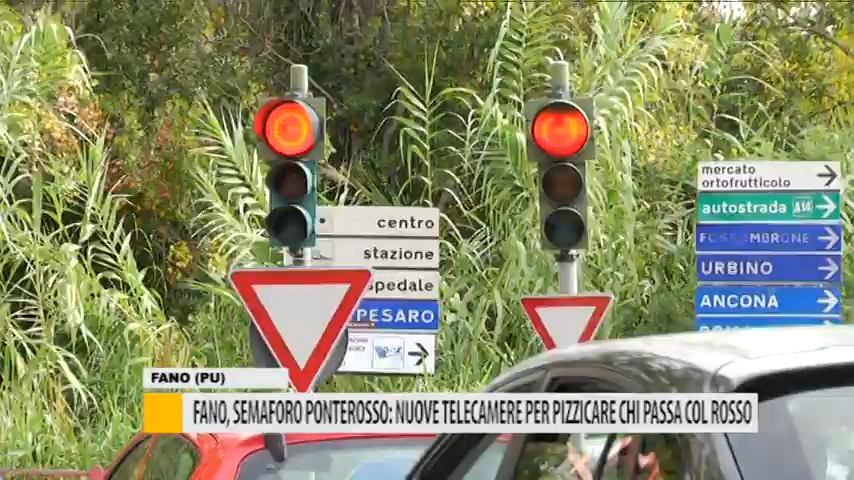 centro
stazione
ospedale
PESARO
mercato
ortofrutticolo
autostrada A14
FOSSOMBRONE
URBINO
ANCONA
ROMA
FANO (PU)
FANO, SEMAFORO PONTEROSSO: NUOVE TELECAMERE PER PIZZICARE CHI PASSA COL ROSSO